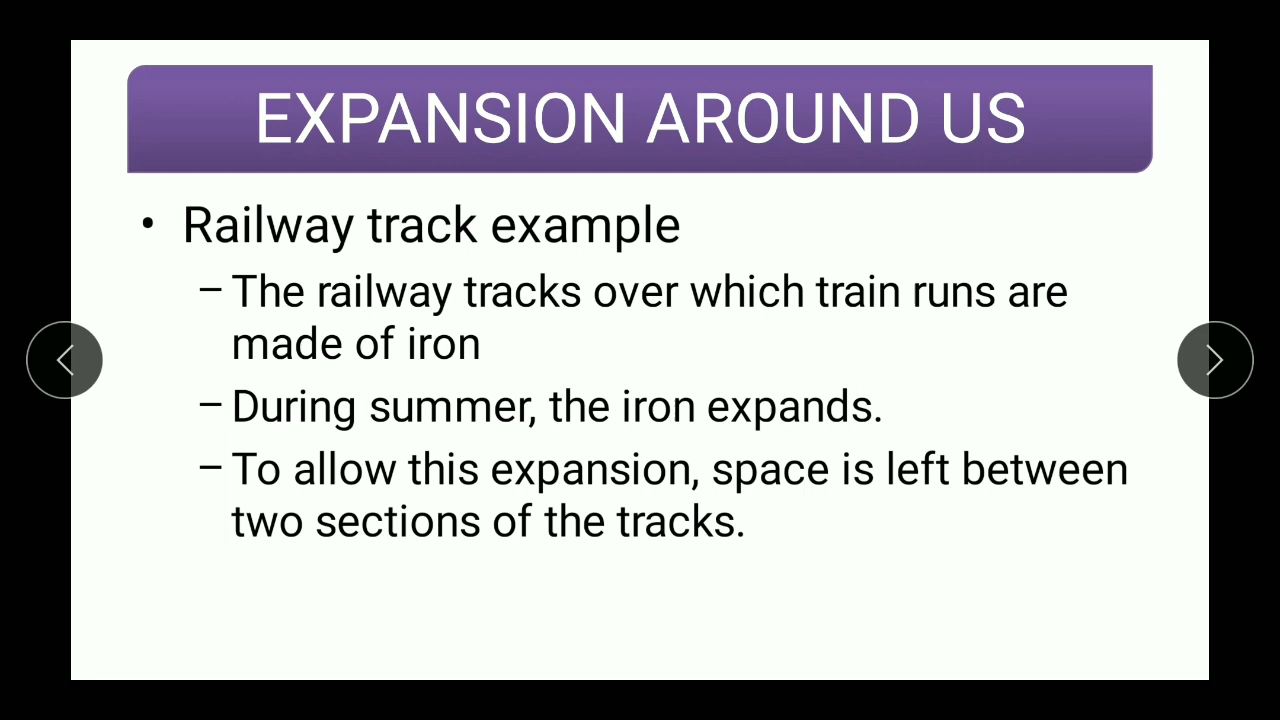 EXPANSION AROUND US
• Railway track example
– The railway tracks over which train runs are
made of iron
– During summer, the iron expands.
– To allow this expansion, space is left between
two sections of the tracks.